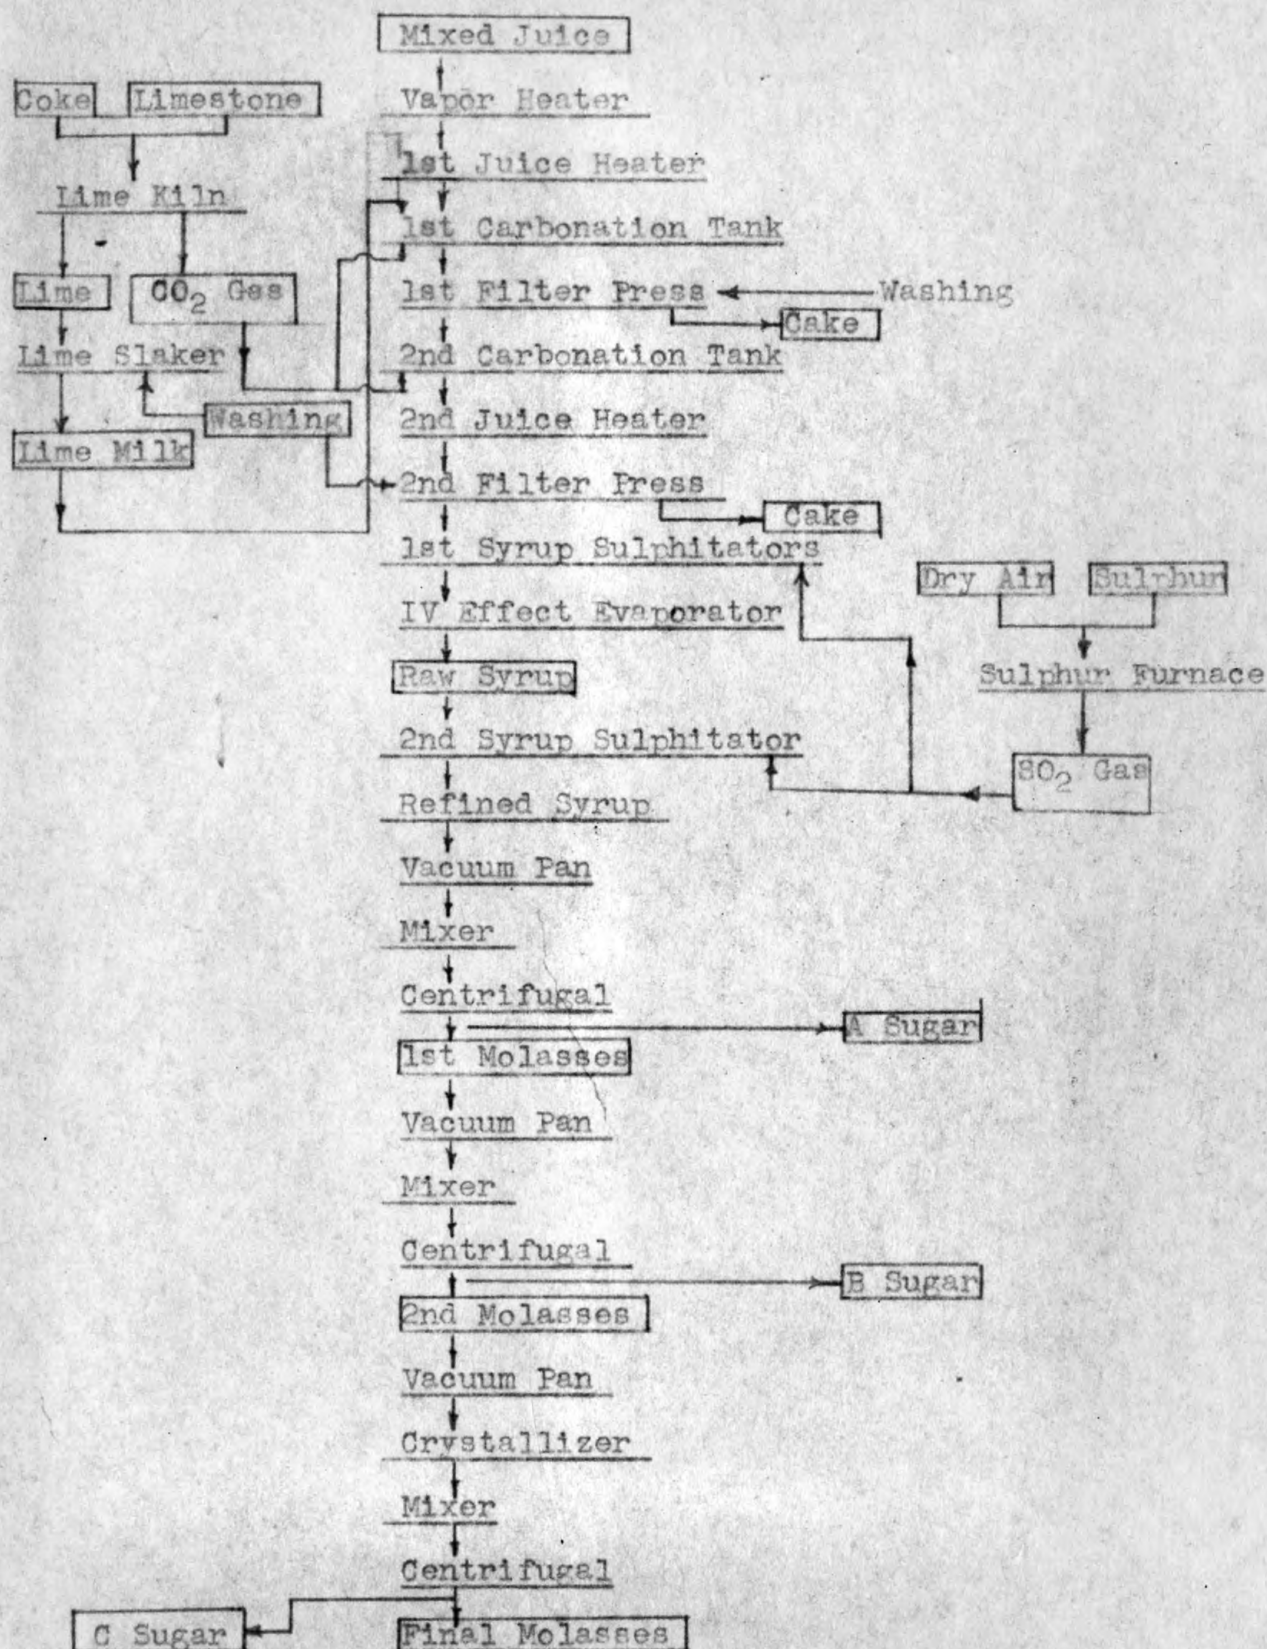 Mixed Juice
Coke Limestone
Vapor Heater
1st Juice Heater
Lime Kiln
1st Carbonation Tank
Lime CO2 Gas
1st Filter Press
Washing
Cake
Lime Slaker
2nd Carbonation Tank
Washing
2nd Juice Heater
Lime Milk
2nd Filter Press
Cake
1st Syrup Sulphitators
Dry Air Sulphur
IV Effect Evaporator
Raw Syrup
Sulphur Furnace
2nd Syrup Sulphitator
SO2 Gas
Refined Syrup
Vacuum Pan
Mixer
Centrifugal
A Sugar
1st Molasses
Vacuum Pan
Mixer
Centrifugal
B Sugar
2nd Molasses
Vacuum Pan
Crystallizer
Mixer
Centrifugal
C Sugar
Final Molasses